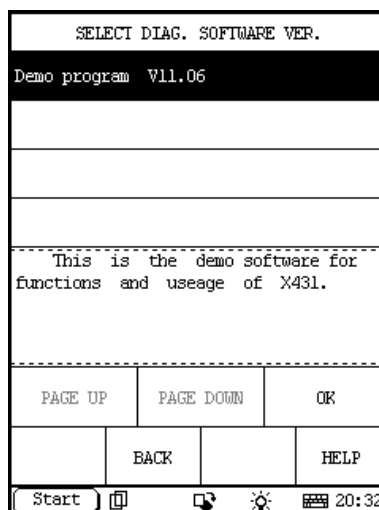 SELECT DIAG. SOFTWARE VER.
Demo program V11.06
This is the demo software for
functions and useage of X431.
PAGE UP PAGE DOWN OK
BACK HELP
Start 20:32